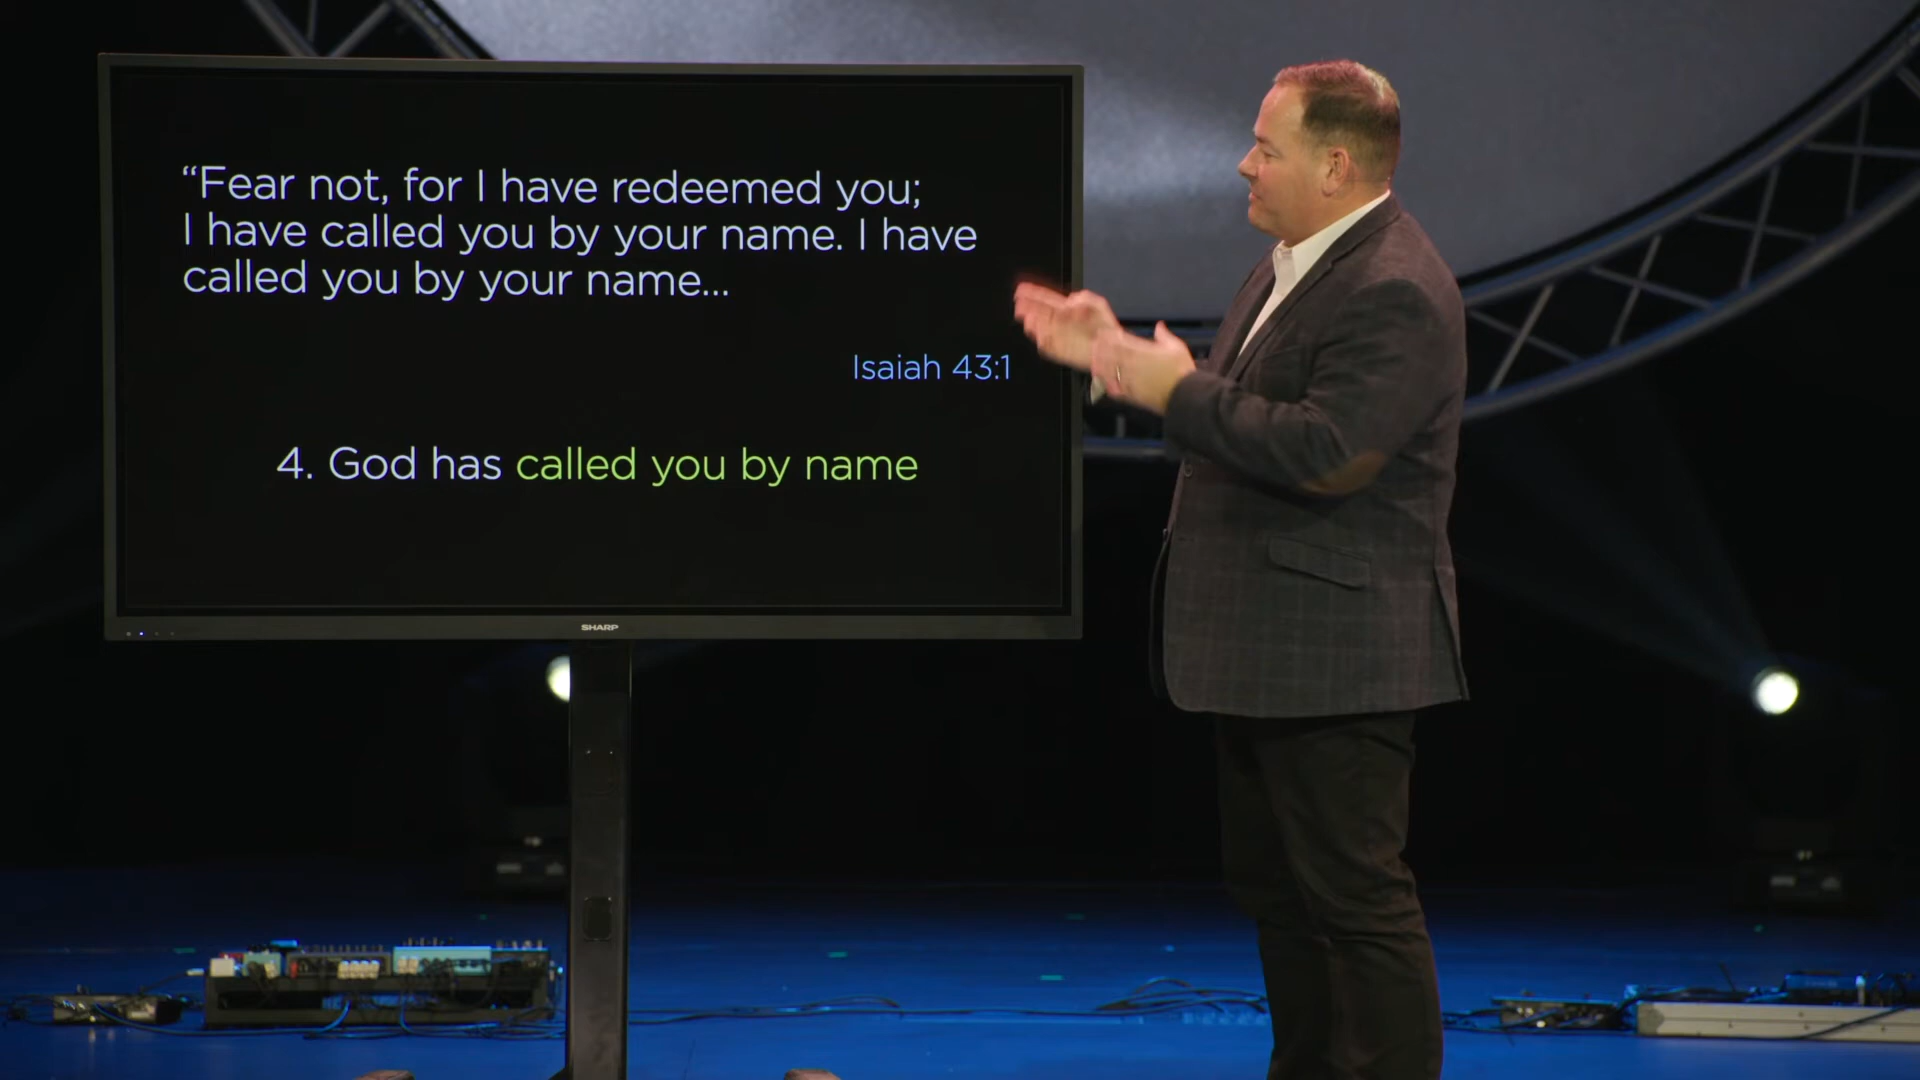 “Fear not, for I have redeemed you;
I have called you by your name. I have
called you by your name...
Isaiah 43:1
4. God has called you by name
SHARP